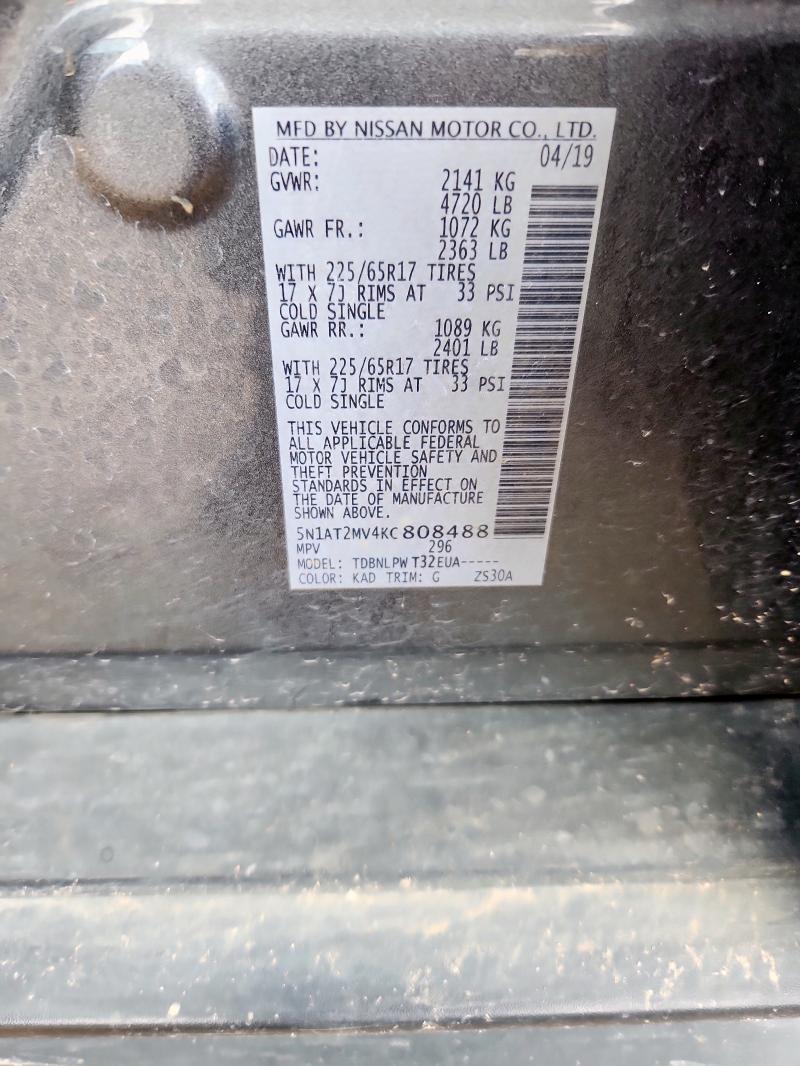 MFD BY NISSAN MOTOR CO., LTD.
DATE: 04/19
GVWR: 2141 KG
4720 LB
GAWR FR.: 1072 KG
2363 LB
WITH 225/65R17 TIRES
17 X 7J RIMS AT 33 PSI
COLD SINGLE
GAWR RR.: 1089 KG
2401 LB
WITH 225/65R17 TIRES
17 X 7J RIMS AT 33 PSI
COLD SINGLE
THIS VEHICLE CONFORMS TO
ALL APPLICABLE FEDERAL
MOTOR VEHICLE SAFETY AND
THEFT PREVENTION
STANDARDS IN EFFECT ON
THE DATE OF MANUFACTURE
SHOWN ABOVE.
5N1AT2MV4KC808488
MPV 296
MODEL: TDBNLPW T32EUA-----
COLOR: KAD TRIM: G ZS30A